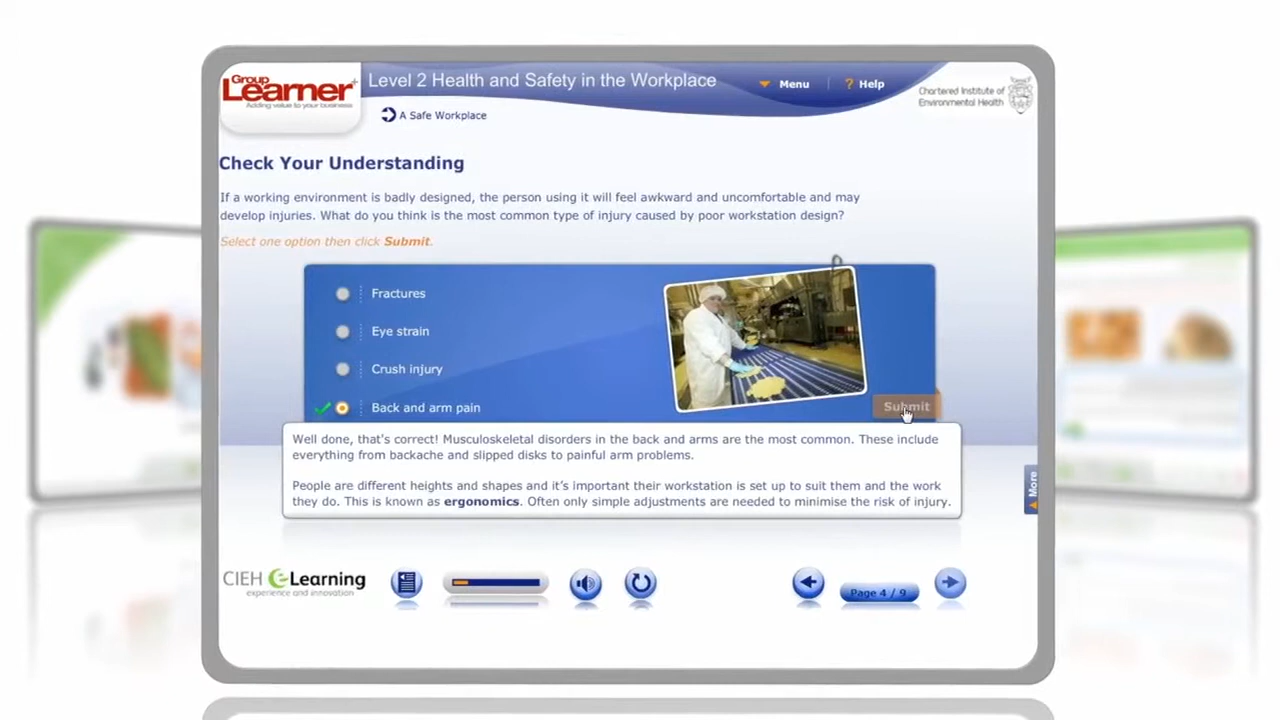 Group
Learner+
Adding value to your business
Level 2 Health and Safety in the Workplace
Menu
? Help
Chartered Institute of
Environmental Health
A Safe Workplace
Check Your Understanding
If a working environment is badly designed, the person using it will feel awkward and uncomfortable and may
develop injuries. What do you think is the most common type of injury caused by poor workstation design?
Select one option then click Submit.
Fractures
Eye strain
Crush injury
Back and arm pain
Submit
Well done, that's correct! Musculoskeletal disorders in the back and arms are the most common. These include
everything from backache and slipped disks to painful arm problems.
People are different heights and shapes and it's important their workstation is set up to suit them and the work
they do. This is known as ergonomics. Often only simple adjustments are needed to minimise the risk of injury.
More
CIEH e-Learning
experience and innovation
Page 4 / 9